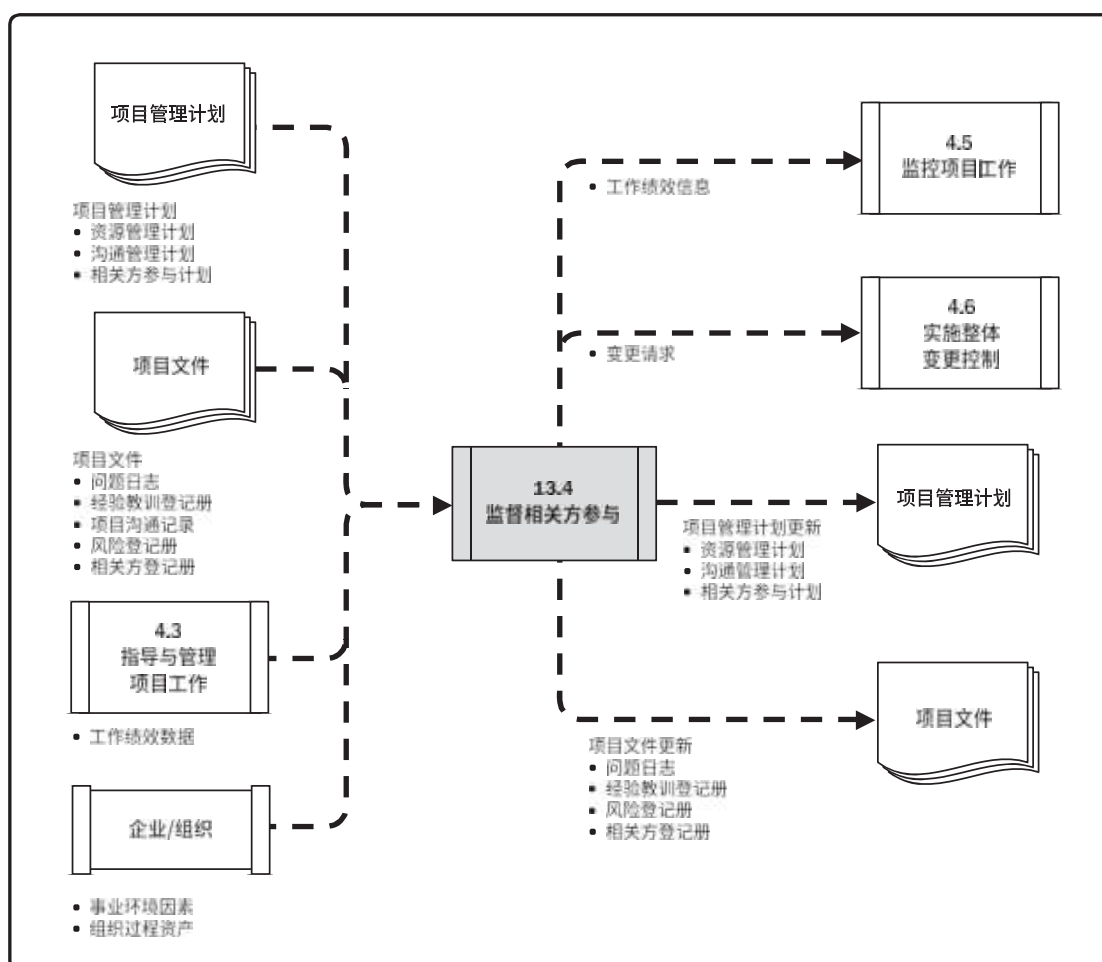 项目管理计划
项目管理计划
• 资源管理计划
• 沟通管理计划
• 相关方参与计划
项目文件
项目文件
• 问题日志
• 经验教训登记册
• 项目沟通记录
• 风险登记册
• 相关方登记册
4.3
指导与管理
项目工作
• 工作绩效数据
企业/组织
• 事业环境因素
• 组织过程资产
13.4
监督相关方参与
4.5
监控项目工作
• 工作绩效信息
4.6
实施整体
变更控制
• 变更请求
项目管理计划
项目管理计划更新
• 资源管理计划
• 沟通管理计划
• 相关方参与计划
项目文件
项目文件更新
• 问题日志
• 经验教训登记册
• 风险登记册
• 相关方登记册